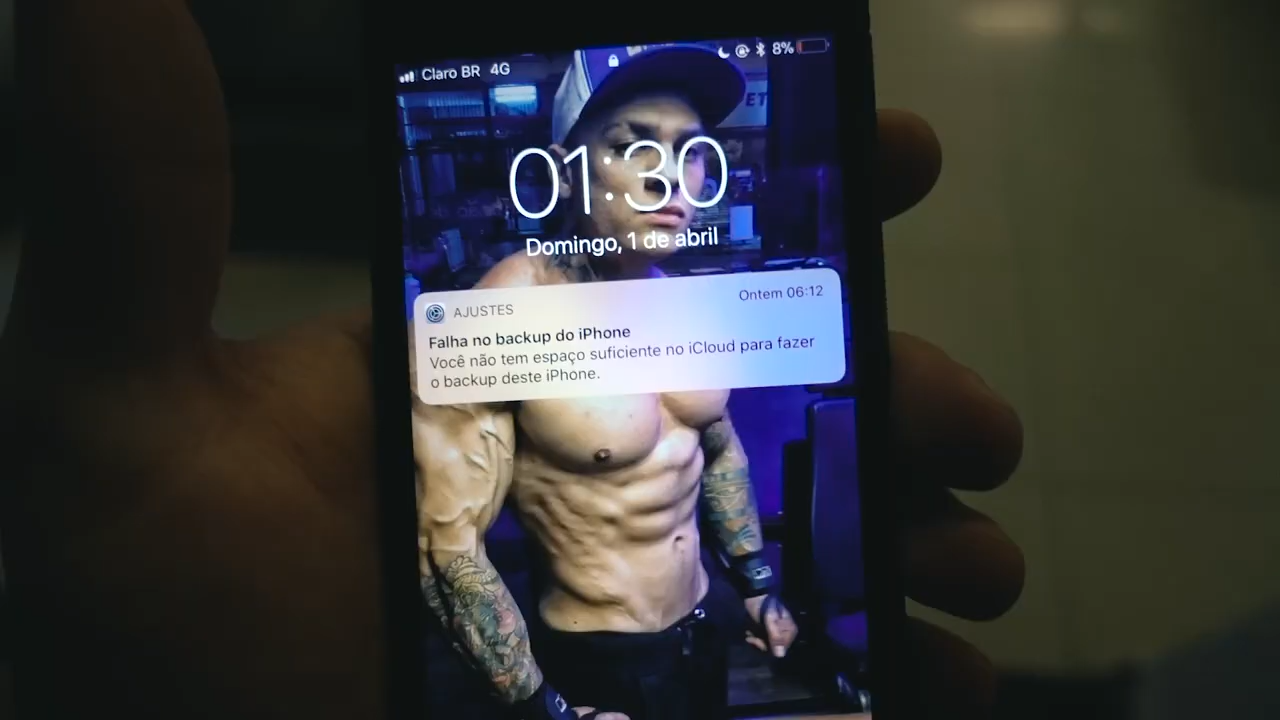 Claro BR 4G 8%
01:30
Domingo, 1 de abril
AJUSTES Ontem 06:12
Falha no backup do iPhone
Você não tem espaço suficiente no iCloud para fazer
o backup deste iPhone.